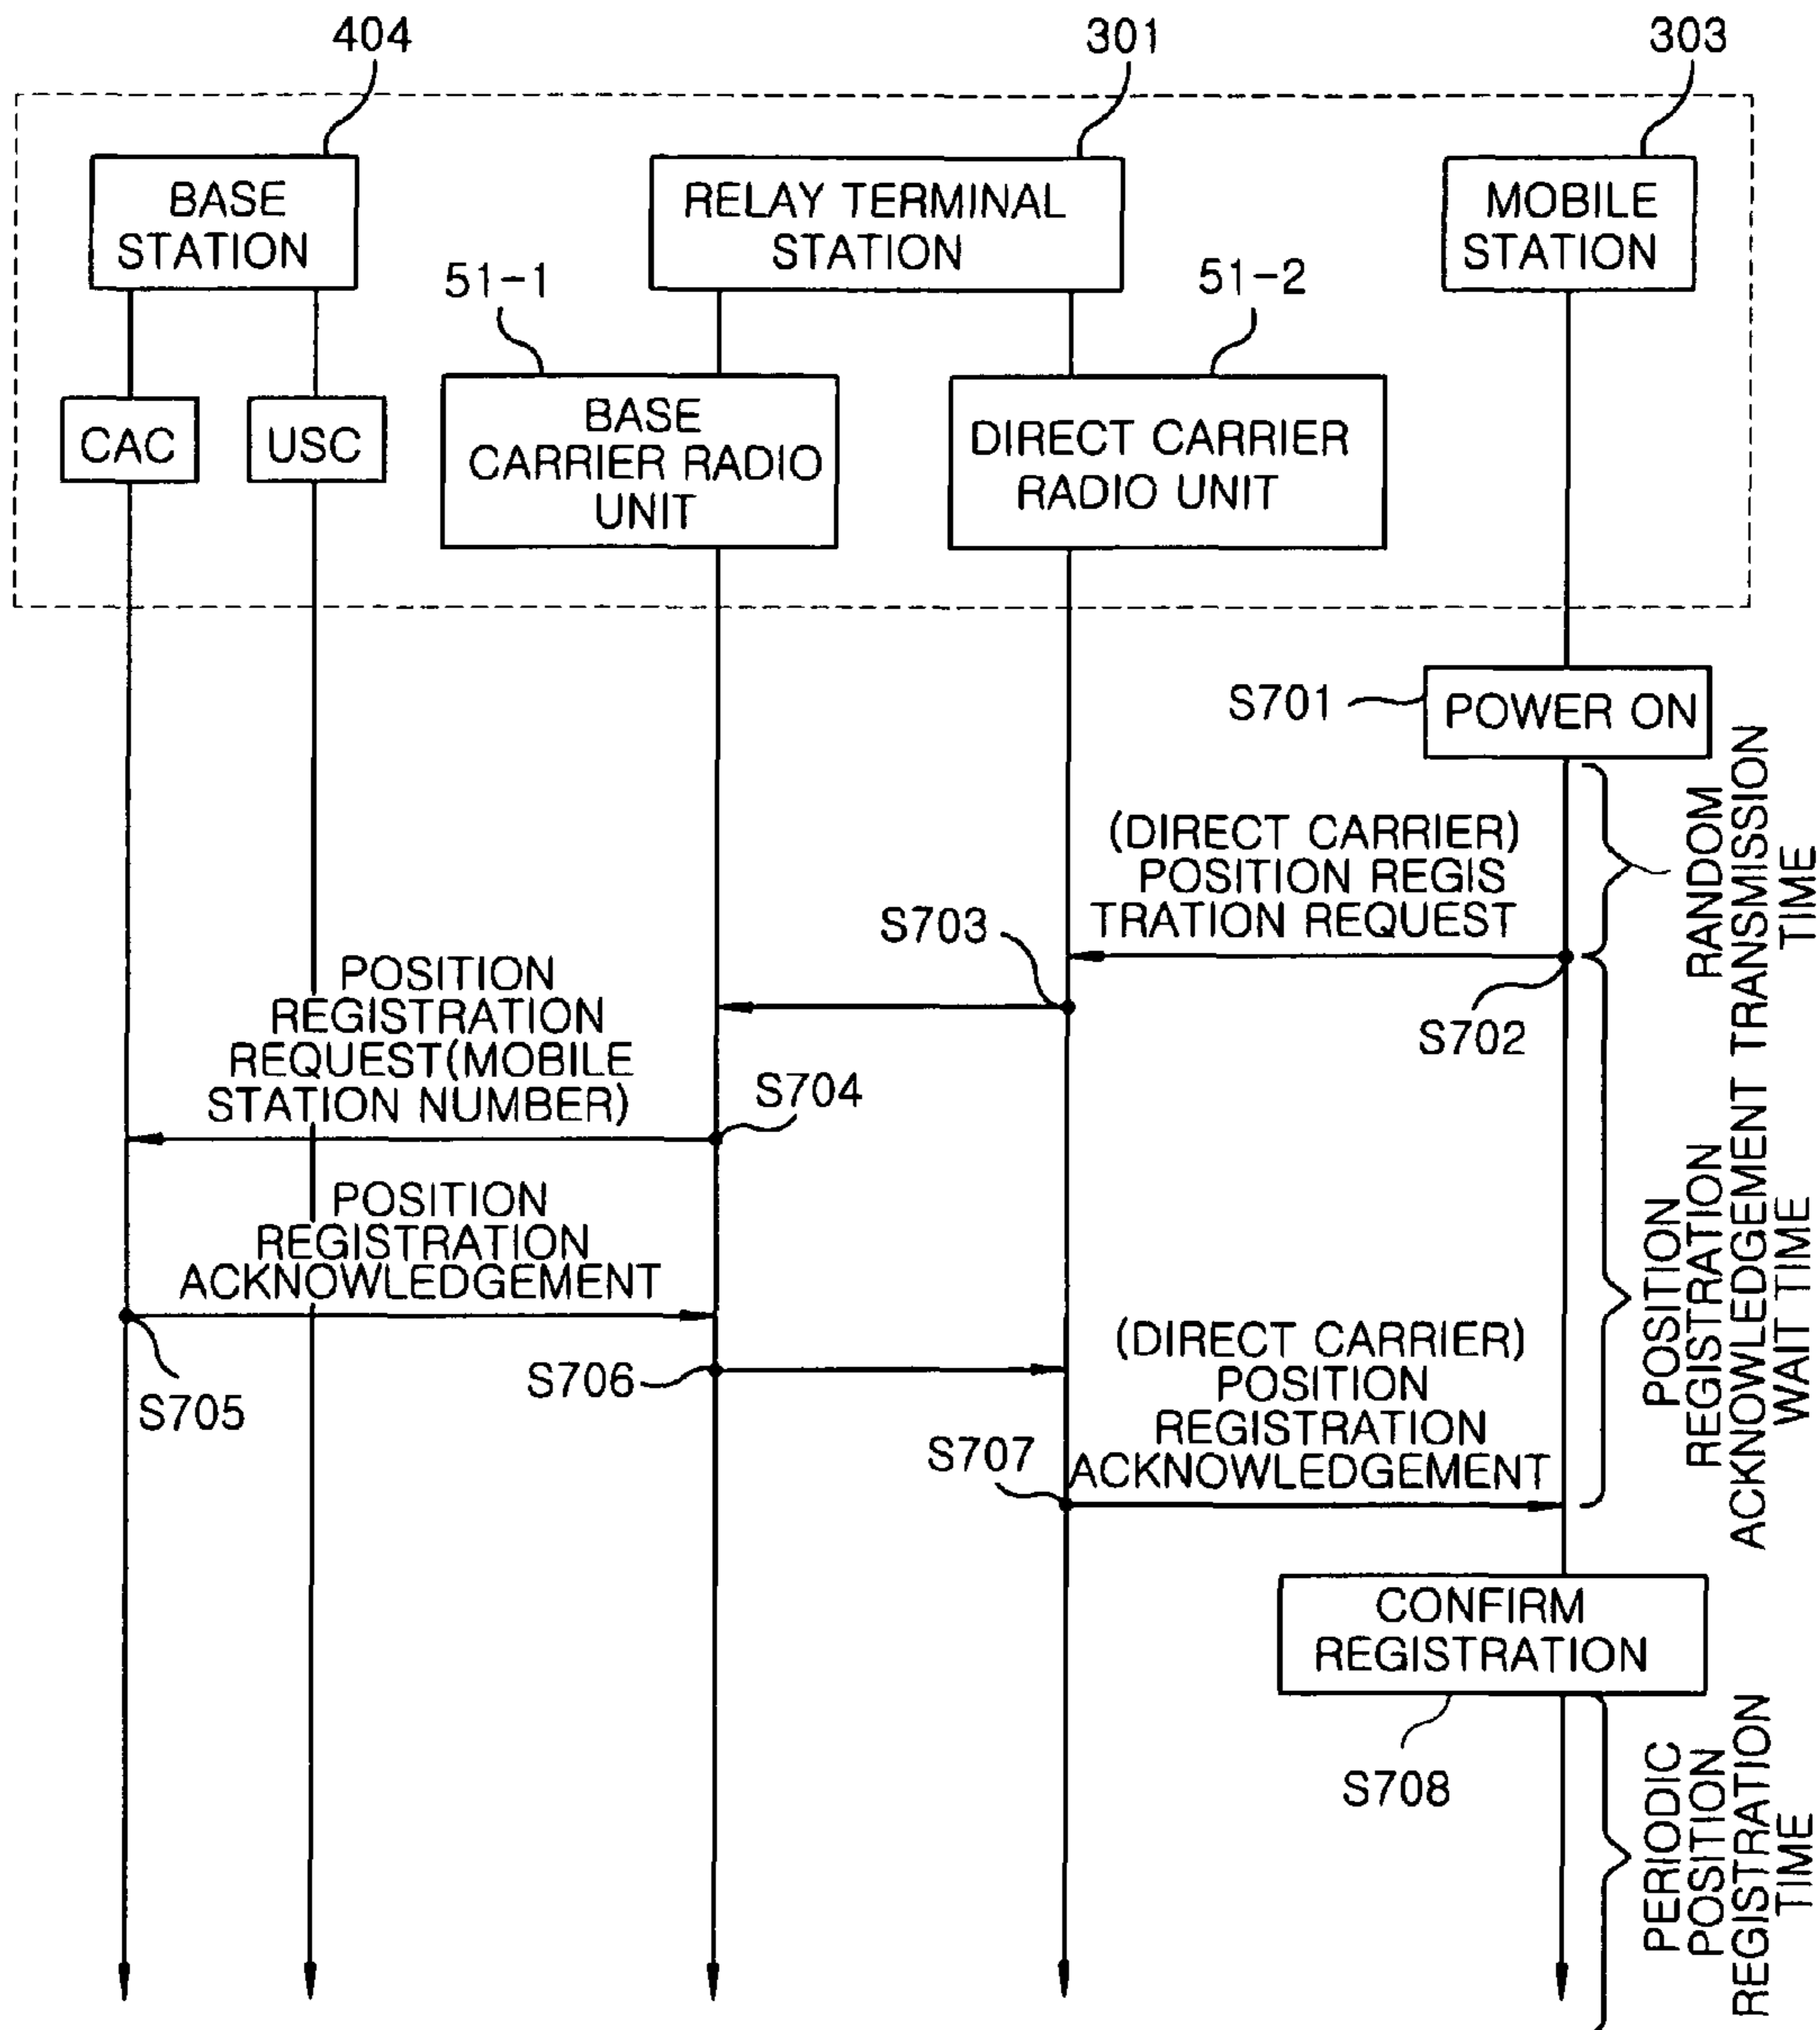 404
301
303
BASE
STATION
RELAY TERMINAL
STATION
MOBILE
STATION
51-1
51-2
CAC
USC
BASE
CARRIER RADIO
UNIT
DIRECT CARRIER
RADIO UNIT
S701
POWER ON
RANDOM
TRANSMISSION
TIME
(DIRECT CARRIER)
POSITION REGIS
TRATION REQUEST
S703
S702
POSITION
REGISTRATION
REQUEST(MOBILE
STATION NUMBER)
S704
POSITION
REGISTRATION
ACKNOWLEDGEMENT
S705
S706
(DIRECT CARRIER)
POSITION
REGISTRATION
ACKNOWLEDGEMENT
S707
POSITION
REGISTRATION
ACKNOWLEDGEMENT TRANSMISSION
WAIT TIME
CONFIRM
REGISTRATION
S708
PERIODIC
POSITION
REGISTRATION
TIME